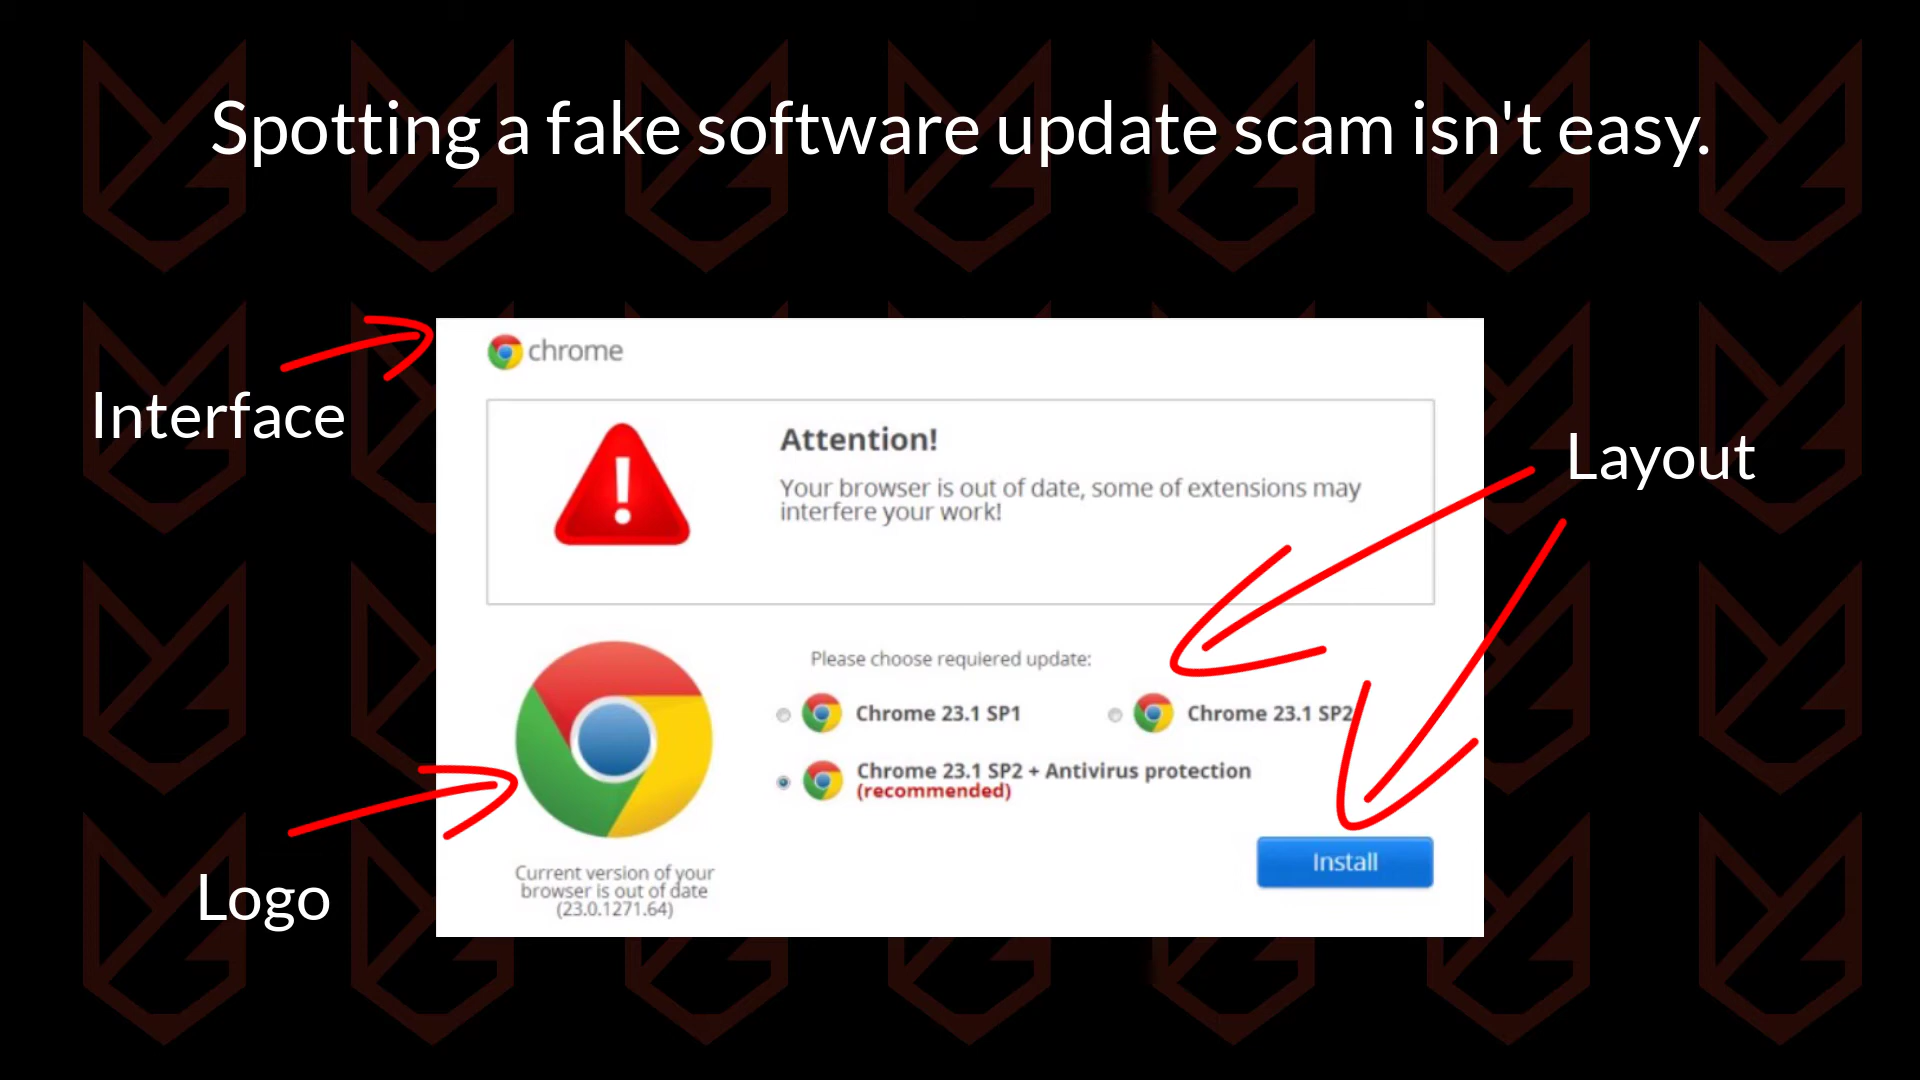 Spotting a fake software update scam isn't easy.
Interface
chrome
Attention!
Your browser is out of date, some of extensions may
interfere your work!
Layout
Please choose requiered update:
Chrome 23.1 SP1
Chrome 23.1 SP2
Chrome 23.1 SP2 + Antivirus protection
(recommended)
Install
Logo
Current version of your
browser is out of date
(23.0.1271.64)